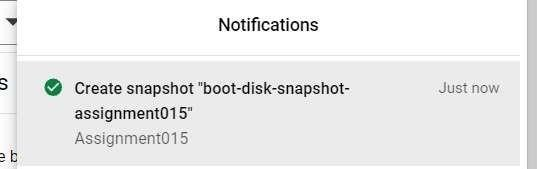 Notifications
Create snapshot "boot-disk-snapshot-
Just now
assignment015"
Assignment015
s
e b